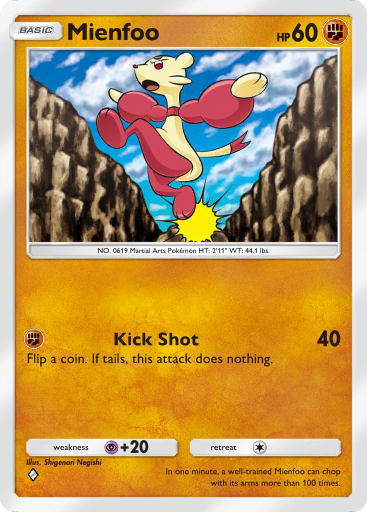 BASIC Mienfoo HP 60
NO. 0619 Martial Arts Pokémon HT: 2'11" WT: 44.1 lbs.
Kick Shot 40
Flip a coin. If tails, this attack does nothing.
weakness +20 retreat
Illus. Shigenori Negishi
In one minute, a well-trained Mienfoo can chop
with its arms more than 100 times.